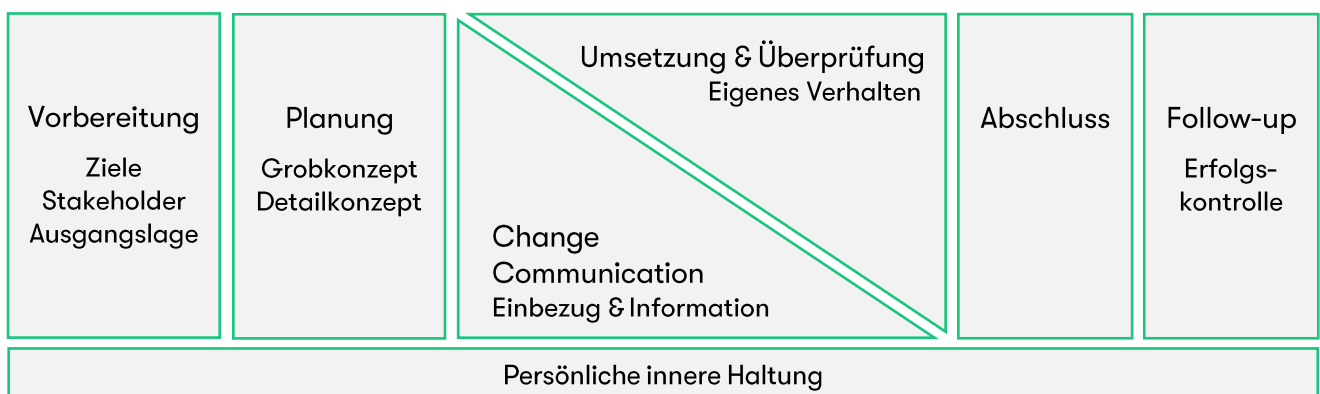 Vorbereitung
Ziele
Stakeholder
Ausgangslage
Planung
Grobkonzept
Detailkonzept
Umsetzung & Überprüfung
Eigenes Verhalten
Change
Communication
Einbezug & Information
Abschluss
Follow-up
Erfolgs-
kontrolle
Persönliche innere Haltung